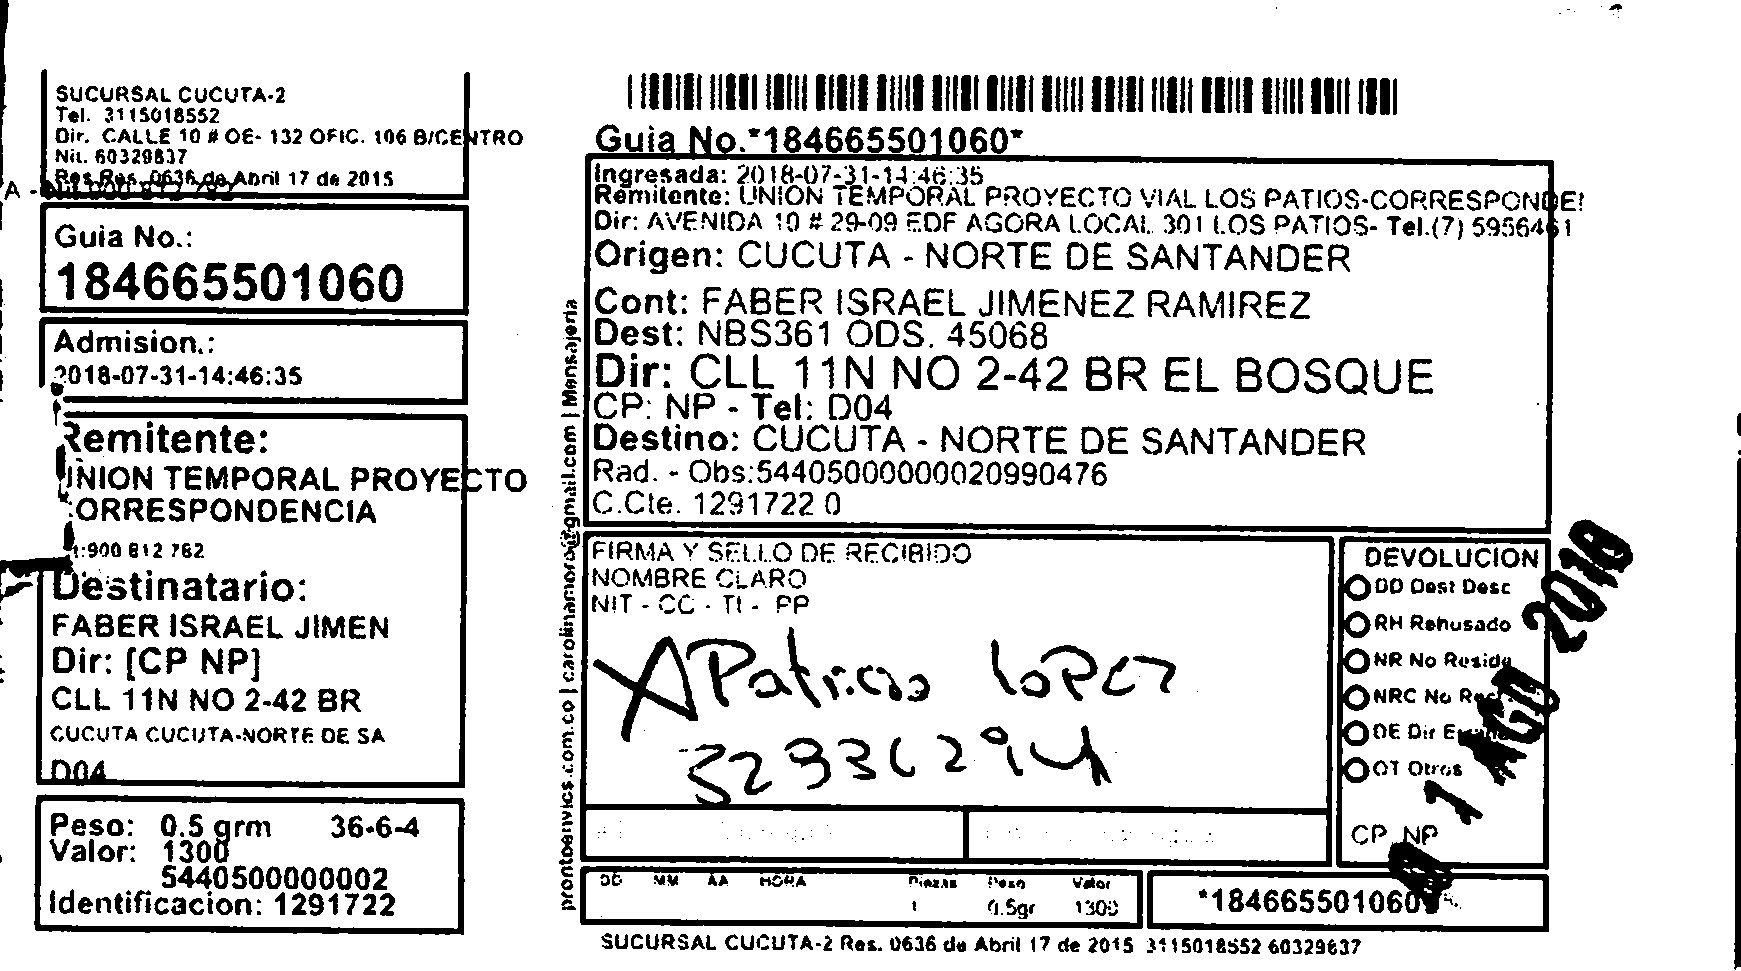 SUCURSAL CUCUTA-2
Tel. 3115018552
Dir. CALLE 10 # OE- 132 OFIC. 106 B/CENTRO
Nit. 60329837
Res.Res. 0636 de Abril 17 de 2015
Guia No.:
184665501060
Admision.:
2018-07-31-14:46:35
Remitente:
UNION TEMPORAL PROYECTO
CORRESPONDENCIA
900 812 762
Destinatario:
FABER ISRAEL JIMEN
Dir: [CP NP]
CLL 11N NO 2-42 BR
CUCUTA CUCUTA-NORTE DE SA
D04
Peso: 0.5 grm 36-6-4
Valor: 1300
5440500000002
Identificacion: 1291722
prontoenvios.com.co | carolinamoro@gmail.com | Mensajeria
Guia No.*184665501060*
Ingresada: 2018-07-31-14:46:35
Remitente: UNION TEMPORAL PROYECTO VIAL LOS PATIOS-CORRESPONDE
Dir: AVENIDA 10 # 29-09 EDF AGORA LOCAL 301 LOS PATIOS- Tel.(7) 5956461
Origen: CUCUTA - NORTE DE SANTANDER
Cont: FABER ISRAEL JIMENEZ RAMIREZ
Dest: NBS361 ODS. 45068
Dir: CLL 11N NO 2-42 BR EL BOSQUE
CP: NP - Tel: D04
Destino: CUCUTA - NORTE DE SANTANDER
Rad. - Obs:54405000000020990476
C.Cte. 1291722 0
FIRMA Y SELLO DE RECIBIDO
NOMBRE CLARO
NIT - CC - TI - PP
Patricia Lopez
DEVOLUCION
DD Dest Desc
RH Rehusado
NR No Reside
NRC No Rec
DE Dir
OT Otros
CP NP
01 AGO 2018
DD MM AA HORA Piezas Peso Valor
1 0.5gr 1300
*184665501060*
SUCURSAL CUCUTA-2 Res. 0636 de Abril 17 de 2015 3115018552 60329837